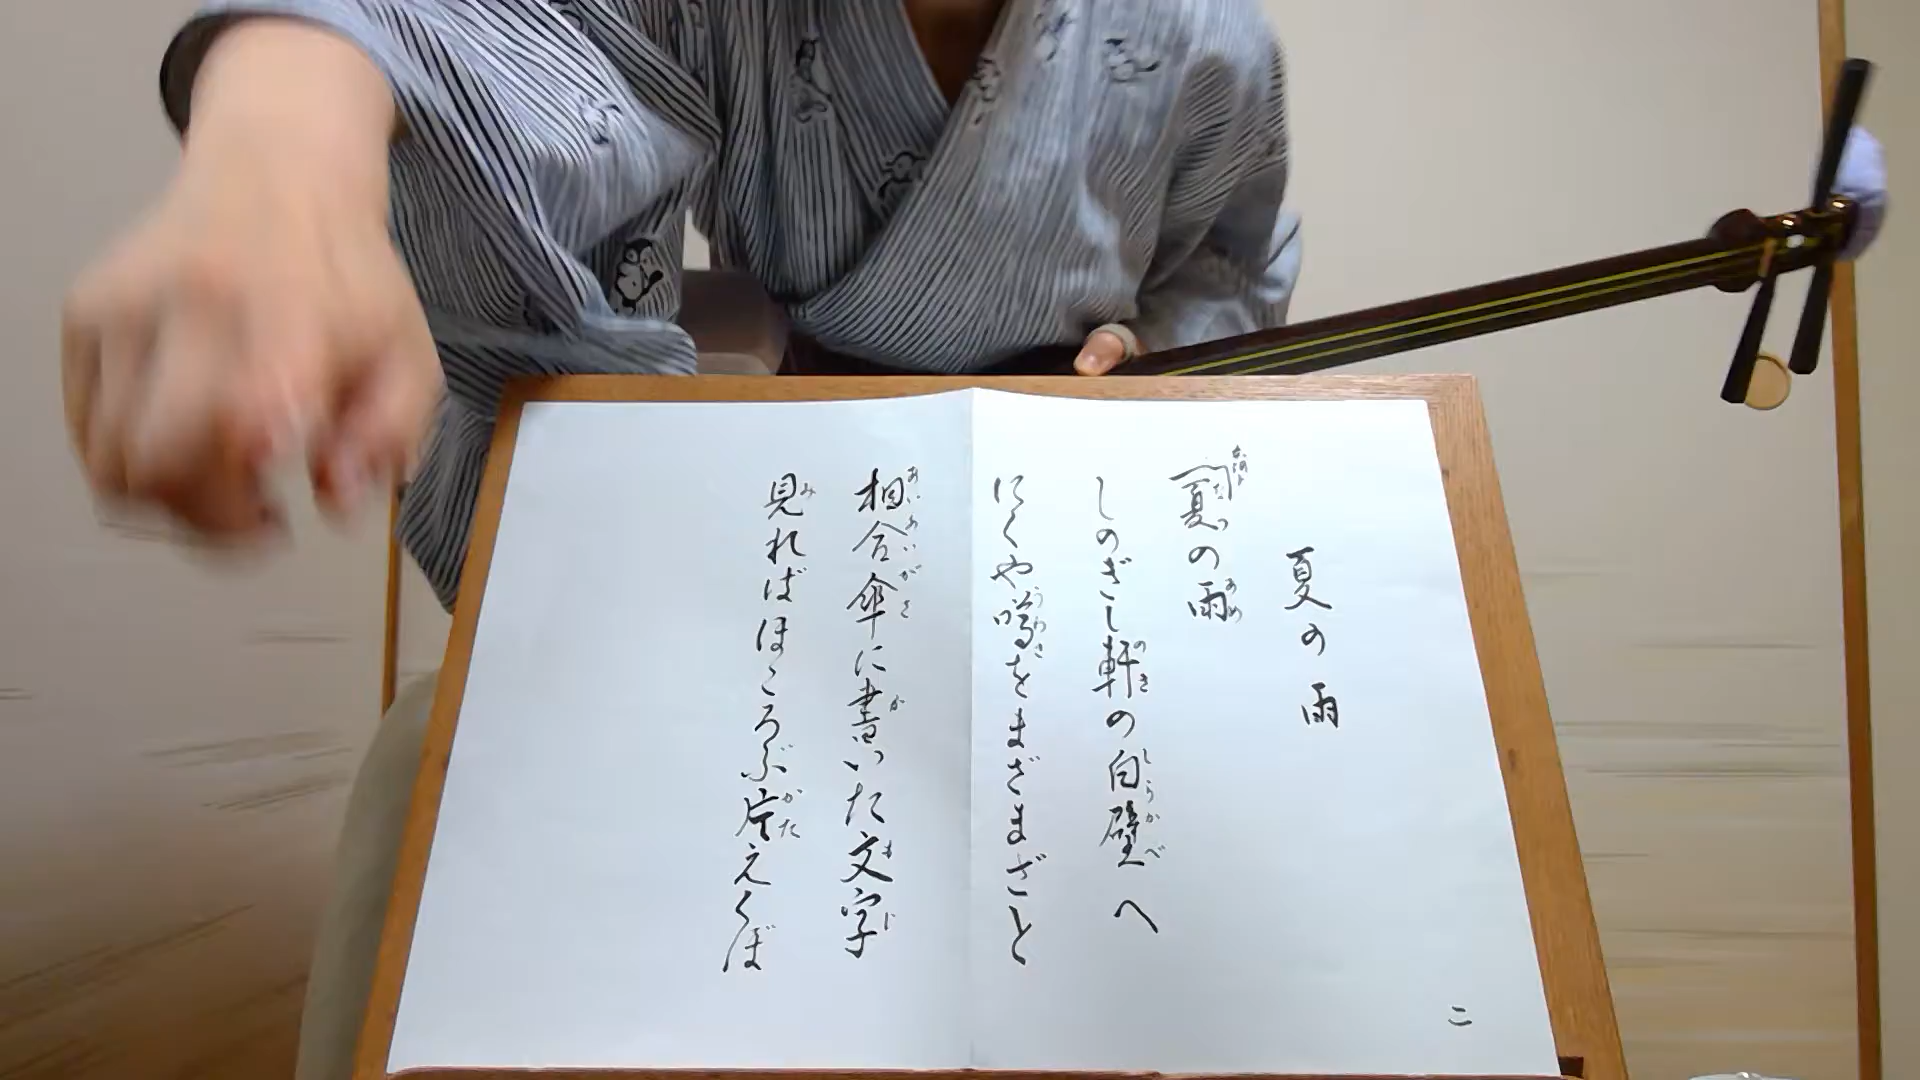 夏の雨
夏の雨
しのぎし軒の白壁へ
にくや噂をまざまざと
相合傘に書いた文字
見ればほころぶ片えくぼ
二